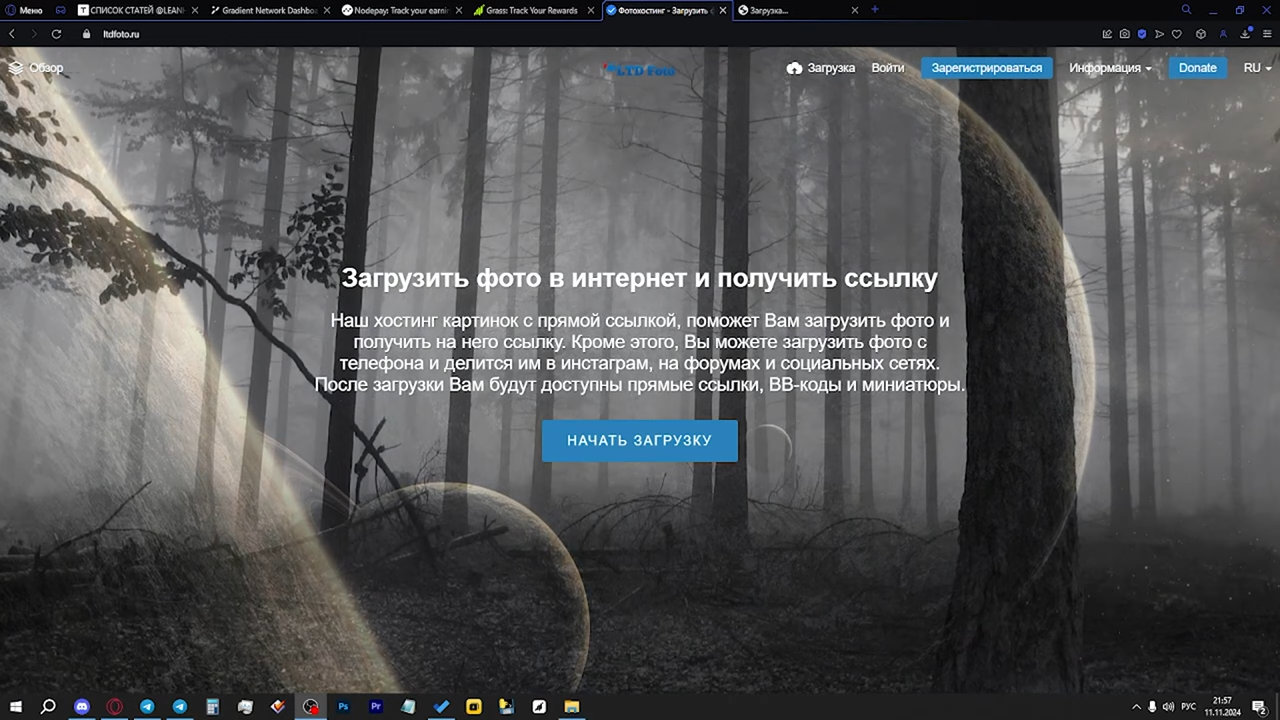 Меню
СПИСОК СТАТЕЙ @LEAN
Gradient Network Dashbo
Nodepay: Track your earni
Grass: Track Your Rewards
Фотохостинг - Загрузить
Загрузка...
ltdfoto.ru
Обзор
LTD Foto
Загрузка
Войти
Зарегистрироваться
Информация
Donate
RU
Загрузить фото в интернет и получить ссылку
Наш хостинг картинок с прямой ссылкой, поможет Вам загрузить фото и
получить на него ссылку. Кроме этого, Вы можете загрузить фото с
телефона и делится им в инстаграм, на форумах и социальных сетях.
После загрузки Вам будут доступны прямые ссылки, BB-коды и миниатюры.
НАЧАТЬ ЗАГРУЗКУ
Ps
Pr
РУС
21:57
11.11.2024